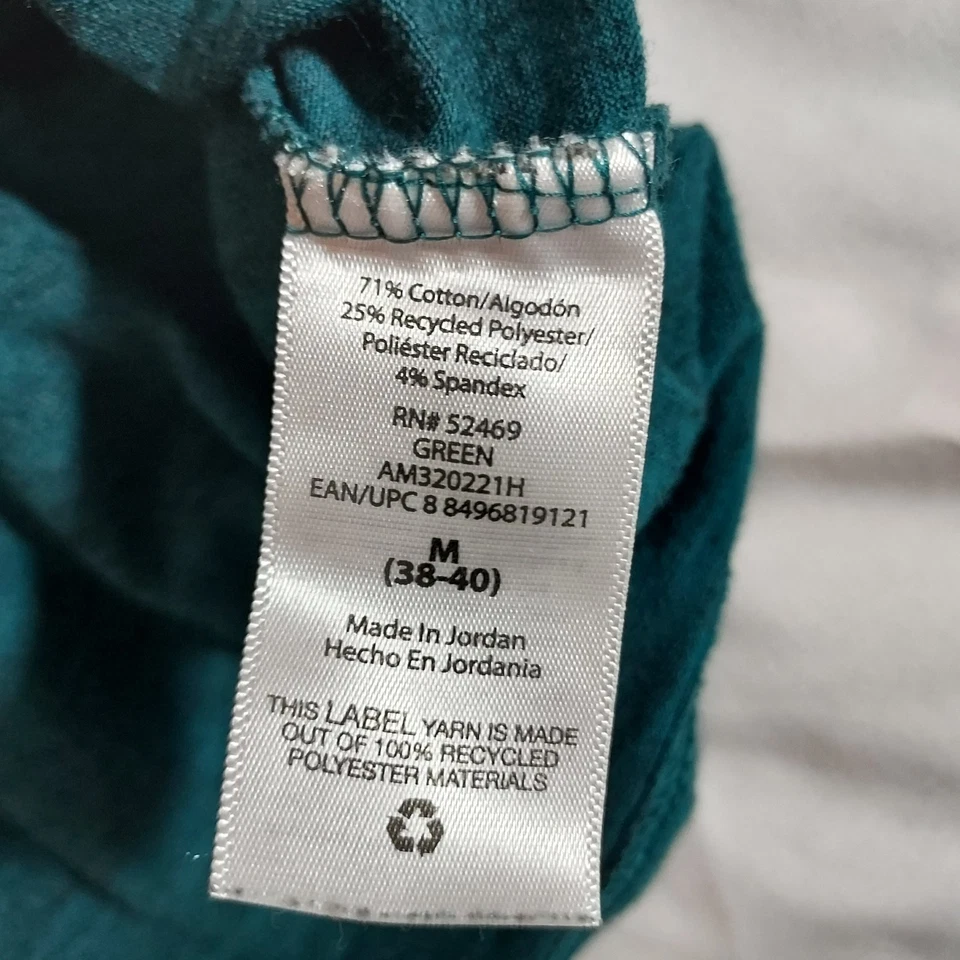 71% Cotton/Algodón
25% Recycled Polyester/
Poliéster Reciclado/
4% Spandex
RN# 52469
GREEN
AM320221H
EAN/UPC 8 8496819121
M
(38-40)
Made In Jordan
Hecho En Jordania
THIS LABEL YARN IS MADE
OUT OF 100% RECYCLED
POLYESTER MATERIALS